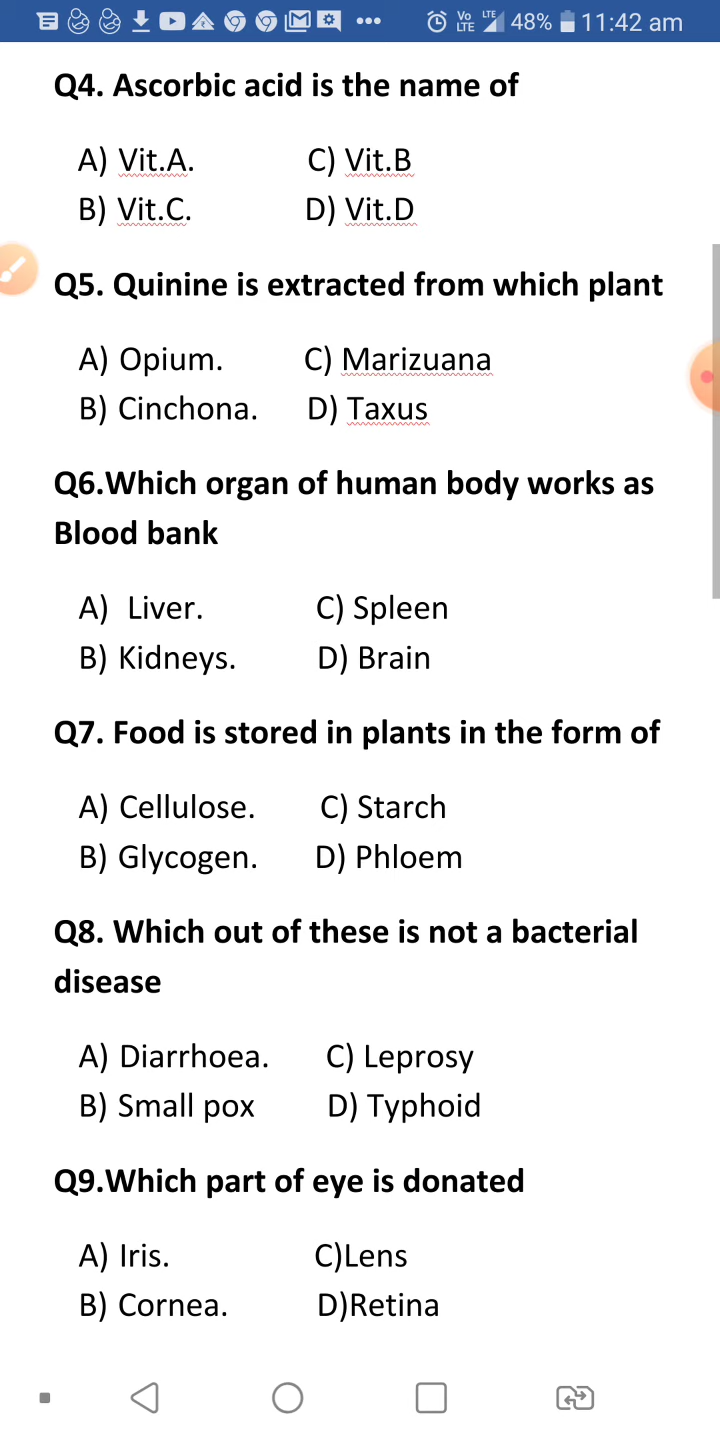 Vo LTE LTE 48% 11:42 am
Q4. Ascorbic acid is the name of
A) Vit.A. C) Vit.B
B) Vit.C. D) Vit.D
Q5. Quinine is extracted from which plant
A) Opium. C) Marizuana
B) Cinchona. D) Taxus
Q6.Which organ of human body works as
Blood bank
A) Liver. C) Spleen
B) Kidneys. D) Brain
Q7. Food is stored in plants in the form of
A) Cellulose. C) Starch
B) Glycogen. D) Phloem
Q8. Which out of these is not a bacterial
disease
A) Diarrhoea. C) Leprosy
B) Small pox D) Typhoid
Q9.Which part of eye is donated
A) Iris. C)Lens
B) Cornea. D)Retina